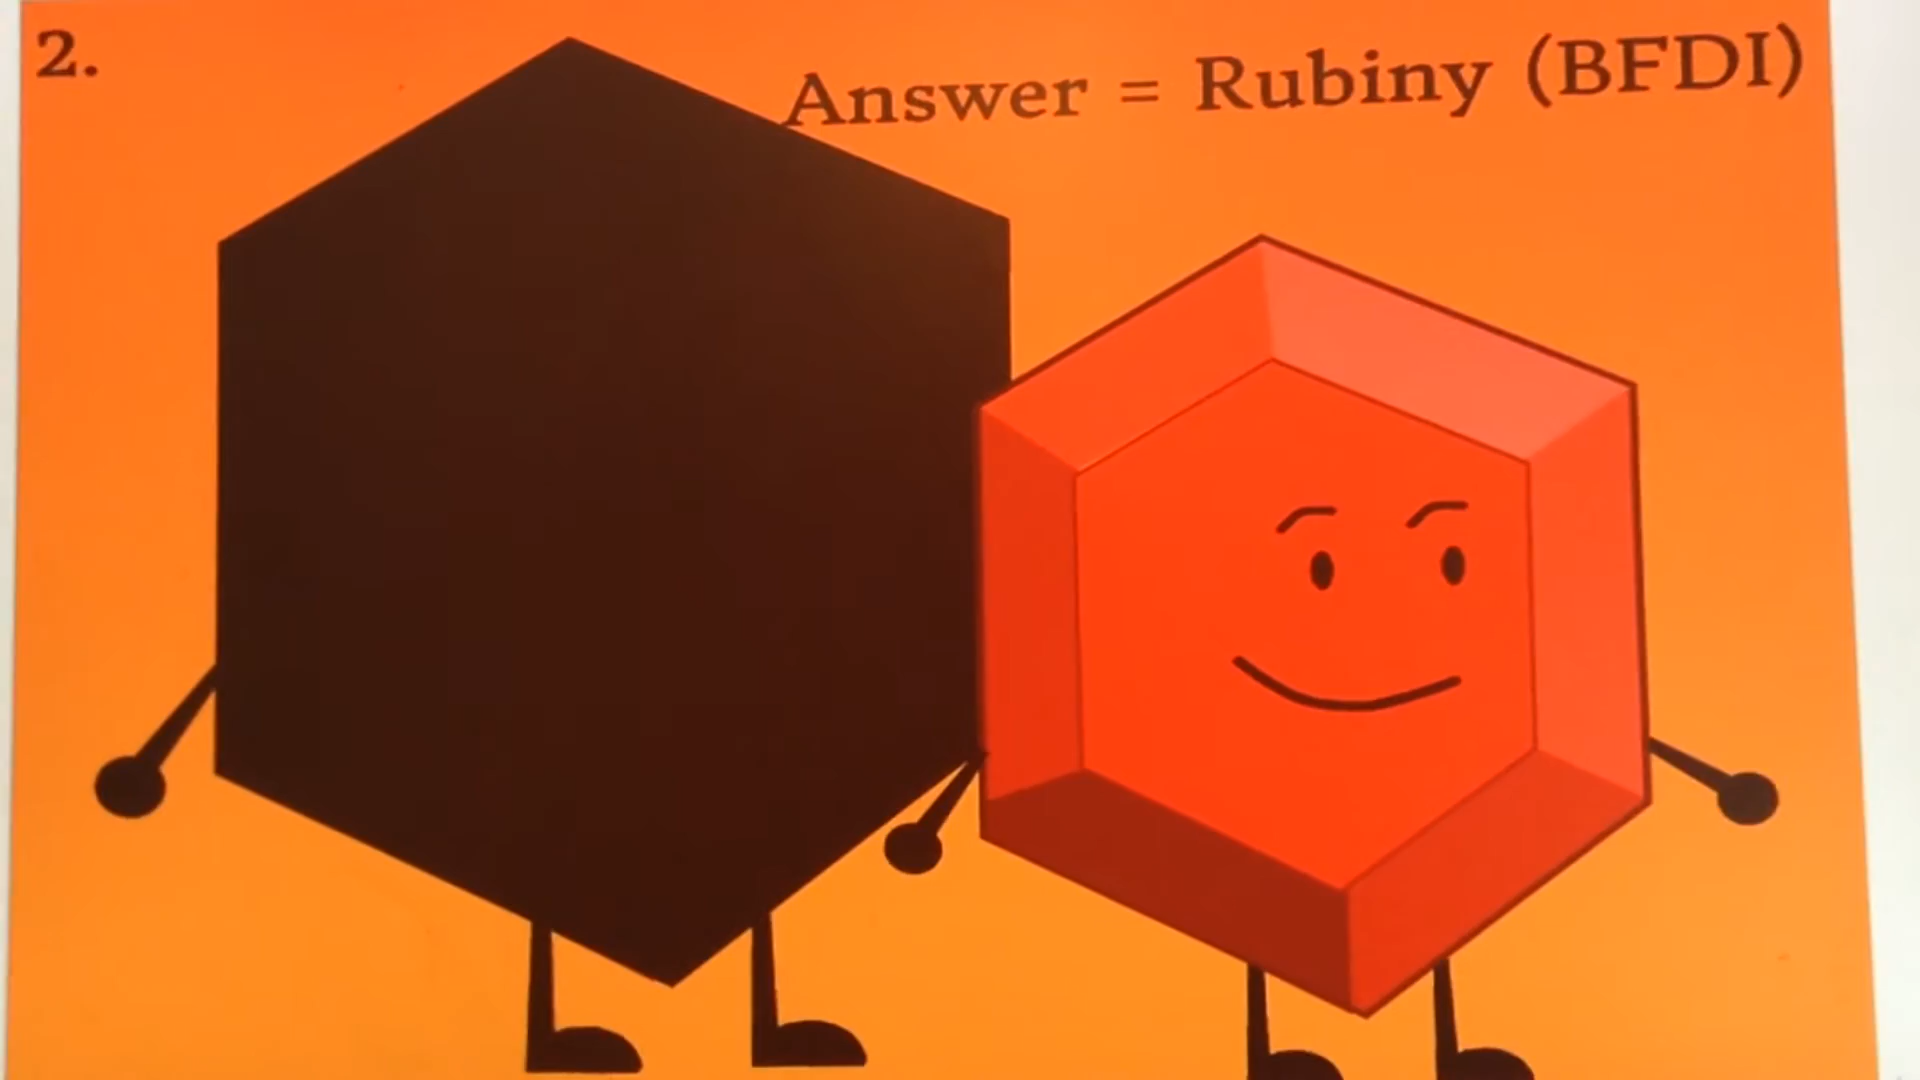 2.
Answer = Rubiny (BFDI)